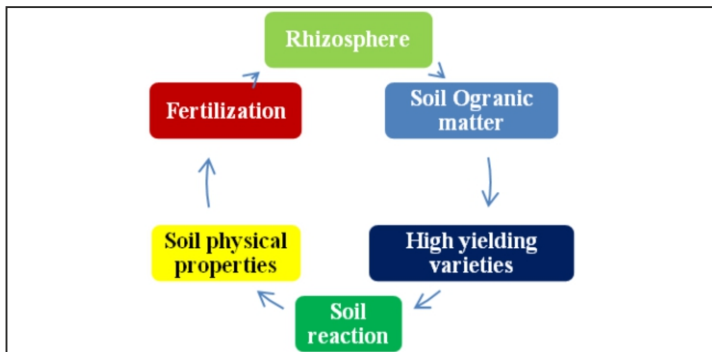 Rhizosphere
Fertilization
Soil Ogranic
matter
Soil physical
properties
High yielding
varieties
Soil
reaction